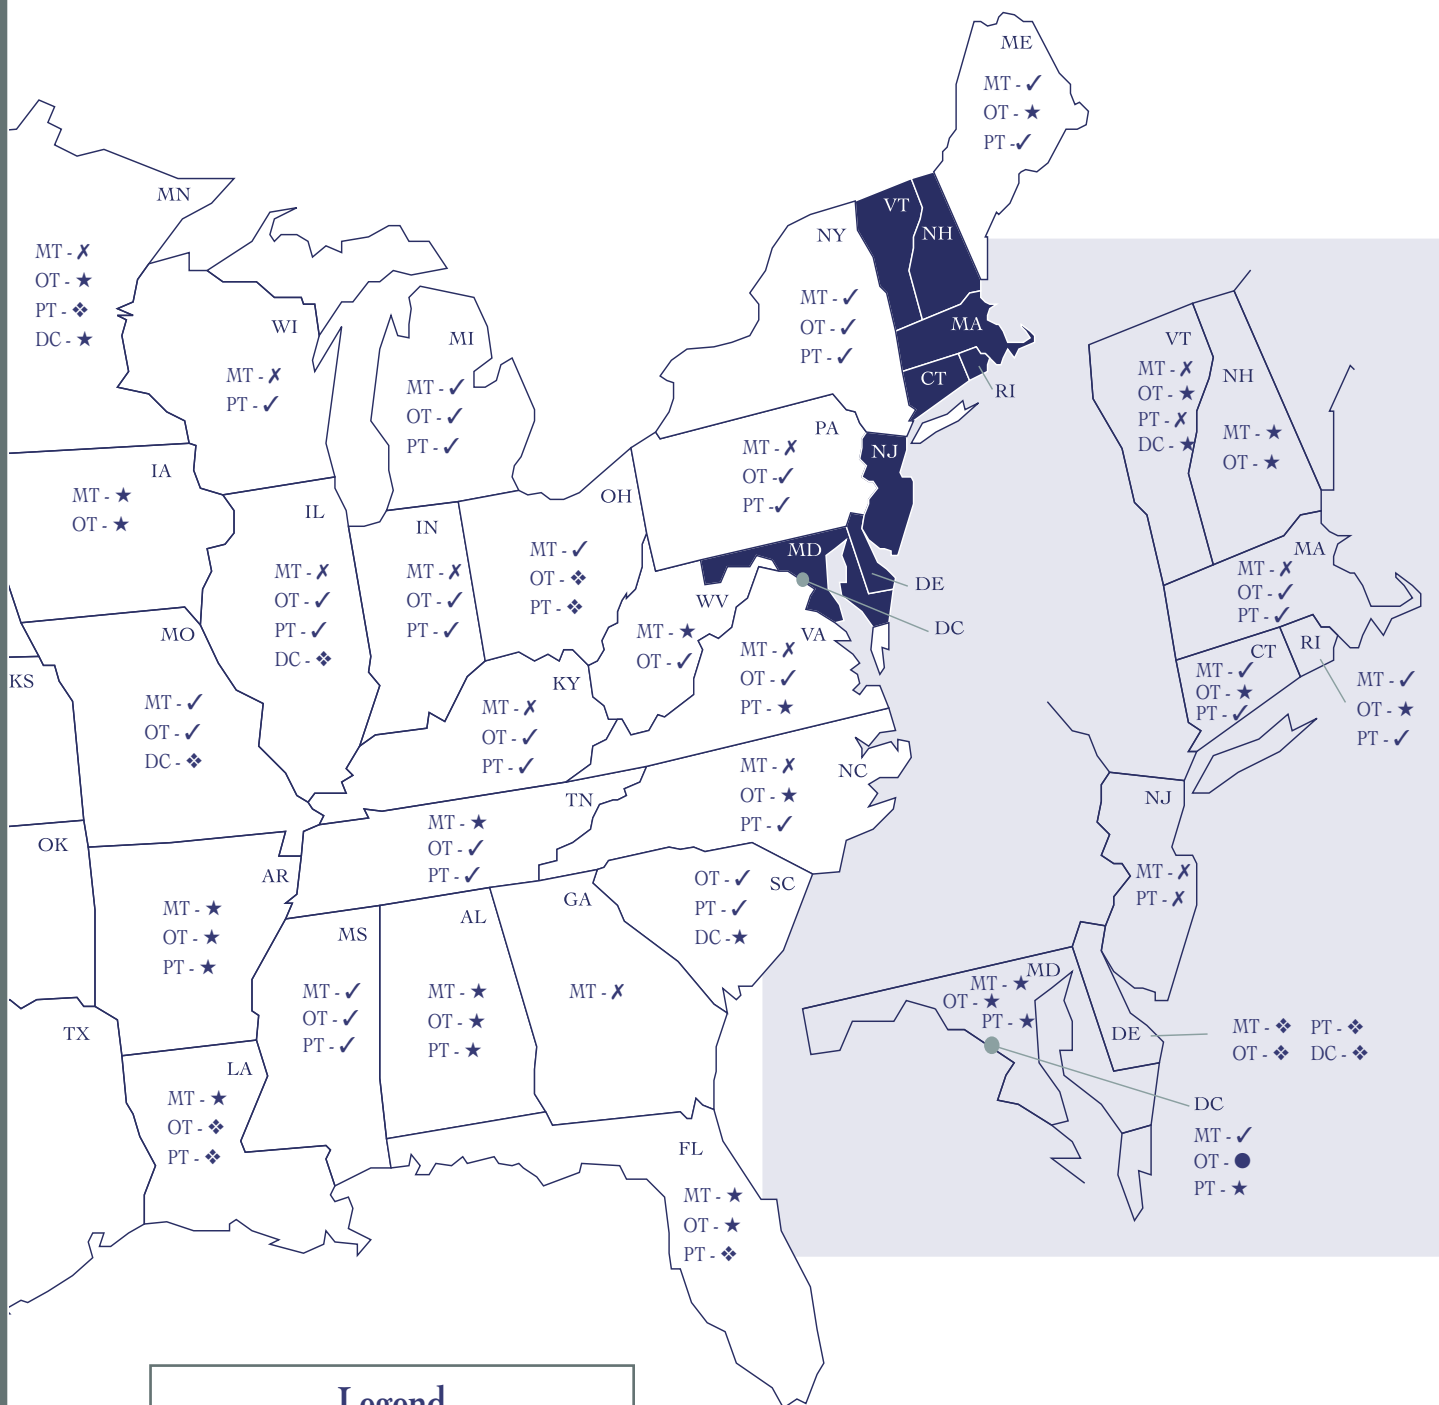 ME
MT - ✓
OT - ★
PT -✓
MN
MT - ✗
OT - ★
PT - ❖
DC - ★
WI
MT - ✗
PT - ✓
MI
MT - ✓
OT - ✓
PT - ✓
NY
MT - ✓
OT - ✓
PT - ✓
VT
NH
MA
CT
RI
PA
MT - ✗
OT -✓
PT -✓
NJ
IA
MT - ★
OT - ★
IL
MT - ✗
OT - ✓
PT - ✓
DC - ❖
IN
MT - ✗
OT - ✓
PT - ✓
OH
MT - ✓
OT - ❖
PT - ❖
MD
DE
DC
WV
MT - ★
OT - ✓
VA
MT - ✗
OT - ✓
PT - ★
KS
MO
MT - ✓
OT - ✓
DC - ❖
KY
MT - ✗
OT - ✓
PT - ✓
NC
MT - ✗
OT - ★
PT - ✓
OK
TN
MT - ★
OT - ✓
PT - ✓
AR
MT - ★
OT - ★
PT - ★
SC
OT - ✓
PT - ✓
DC -★
MS
MT - ✓
OT - ✓
PT - ✓
AL
MT - ★
OT - ★
PT - ★
GA
MT - ✗
TX
LA
MT - ★
OT - ❖
PT - ❖
FL
MT - ★
OT - ★
PT - ❖
VT
MT - ✗
OT - ★
PT - ✗
DC - ★
NH
MT - ★
OT - ★
MA
MT - ✗
OT - ✓
PT - ✓
CT
MT - ✓
OT - ★
PT - ✓
RI
MT - ✓
OT - ★
PT - ✓
NJ
MT - ✗
PT - ✗
MD
MT - ★
OT - ★
PT - ★
DE
MT - ❖ PT - ❖
OT - ❖ DC - ❖
DC
MT - ✓
OT - ●
PT - ★
Legend